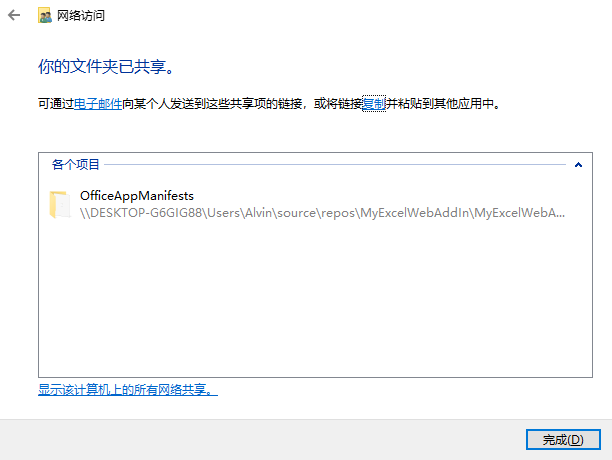 网络访问
你的文件夹已共享。
可通过电子邮件向某个人发送到这些共享项的链接，或将链接复制并粘贴到其他应用中。
各个项目
OfficeAppManifests
\\DESKTOP-G6GIG88\Users\Alvin\source\repos\MyExcelWebAddIn\MyExcelWebA...
显示该计算机上的所有网络共享。
完成(D)